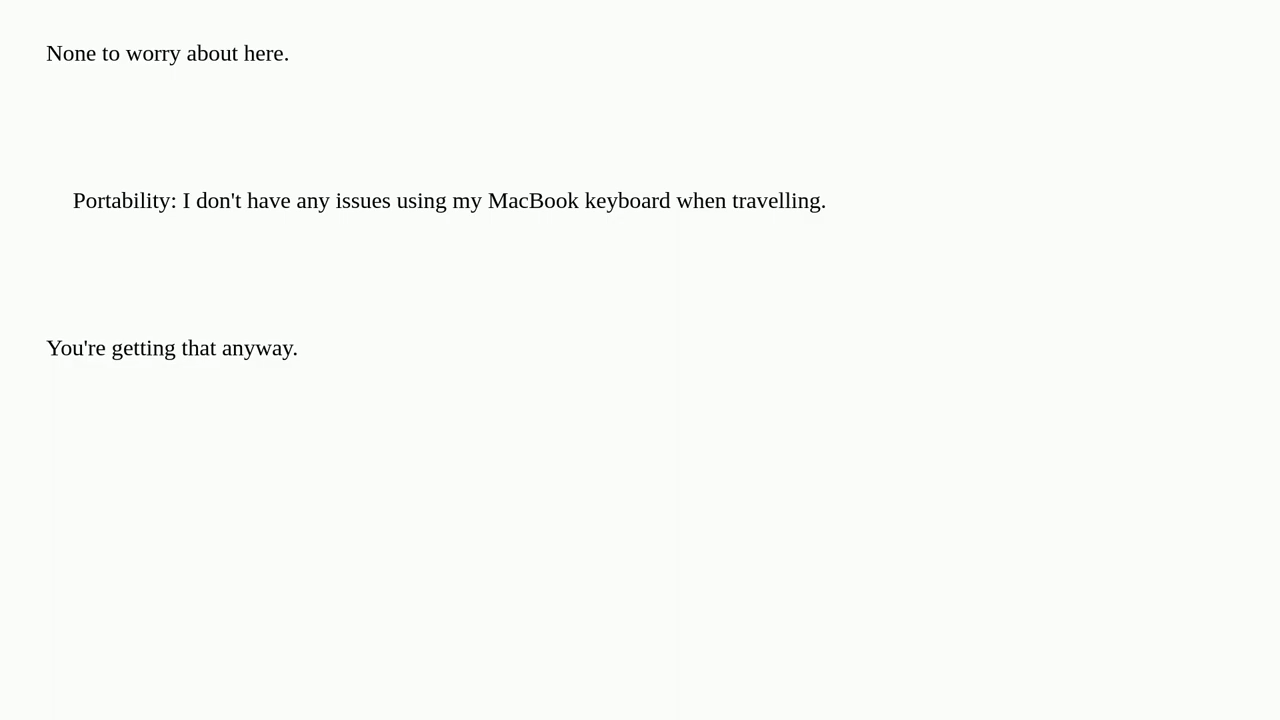 None to worry about here.
Portability: I don't have any issues using my MacBook keyboard when travelling.
You're getting that anyway.